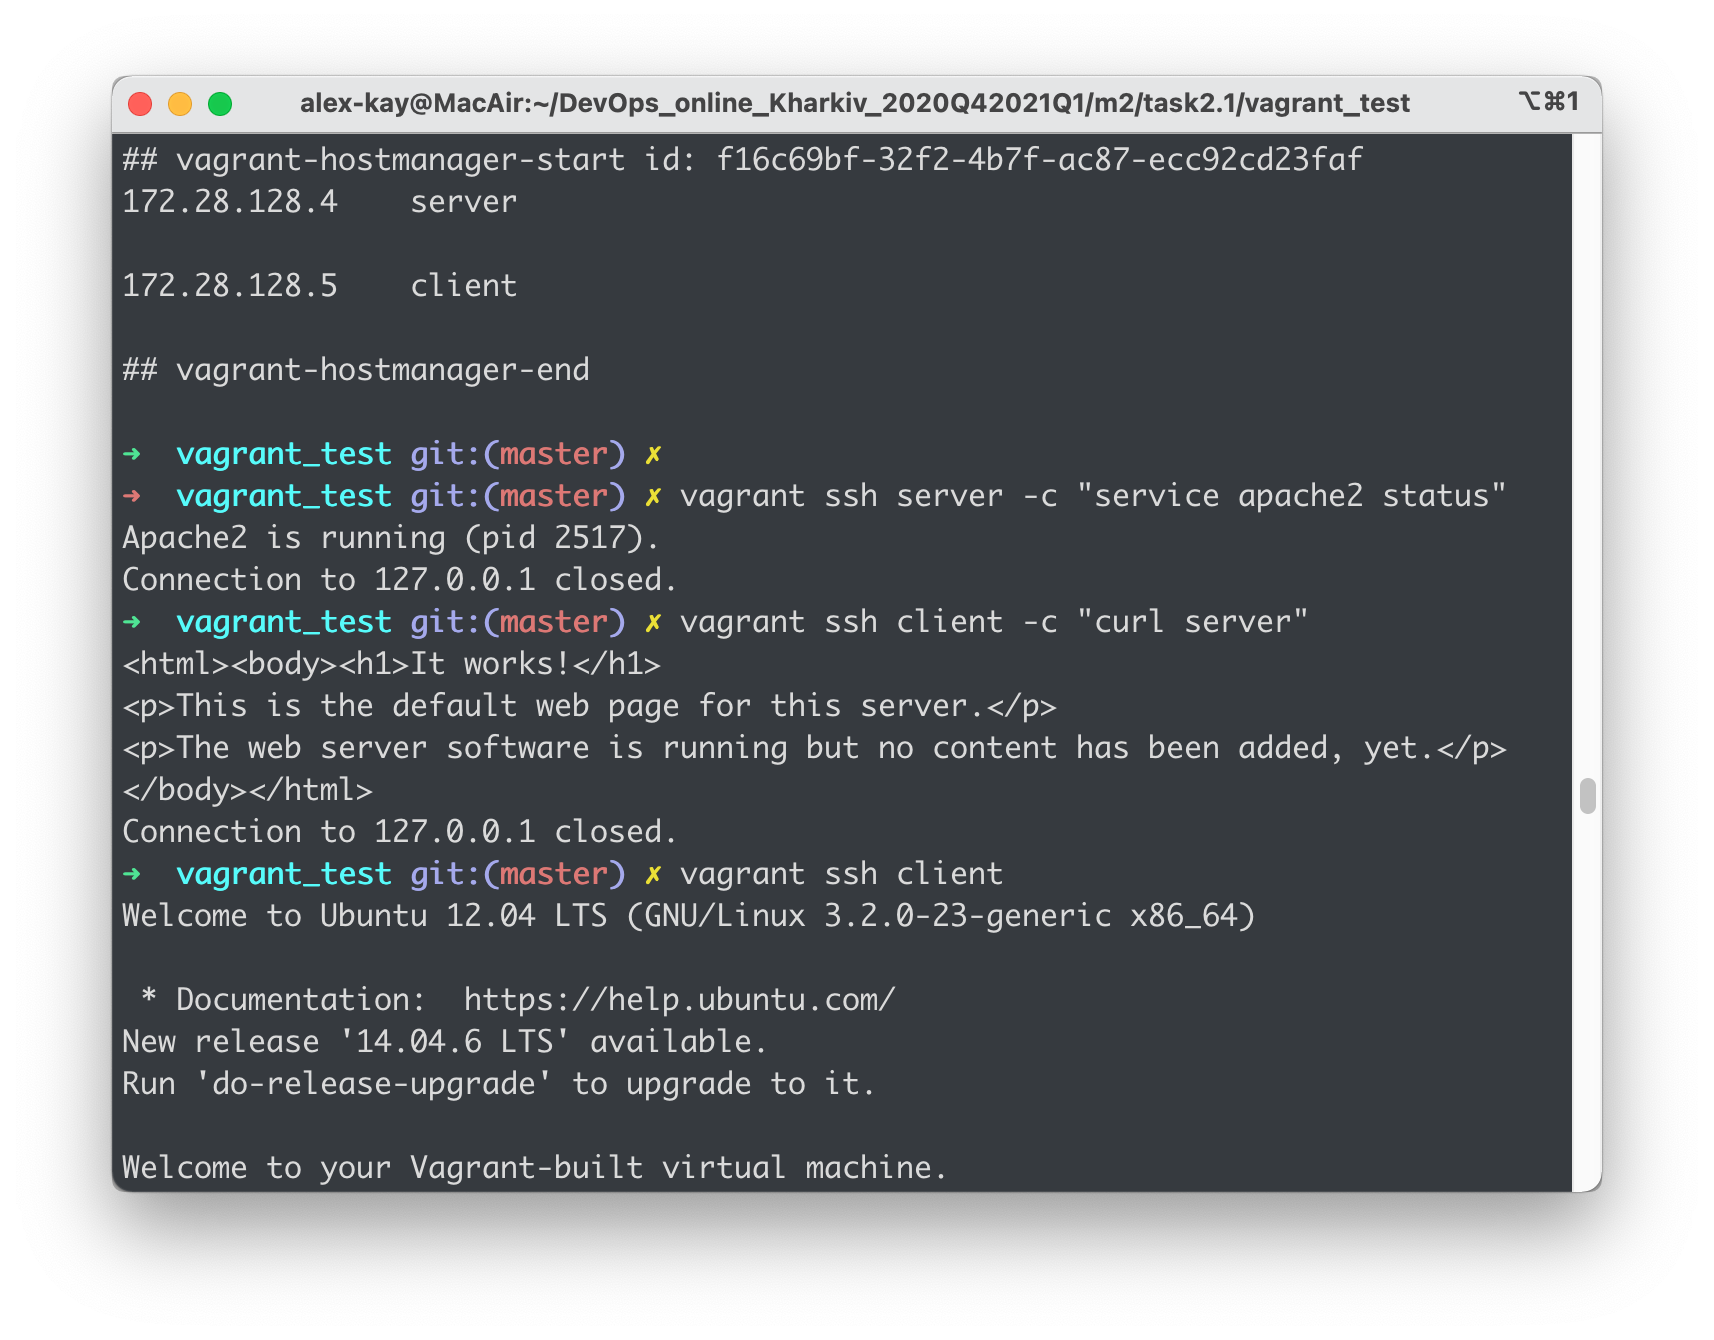 alex-kay@MacAir:~/DevOps_online_Kharkiv_2020Q42021Q1/m2/task2.1/vagrant_test ⌥⌘1
## vagrant-hostmanager-start id: f16c69bf-32f2-4b7f-ac87-ecc92cd23faf
172.28.128.4    server
172.28.128.5    client
## vagrant-hostmanager-end
➜  vagrant_test git:(master) ✗
➜  vagrant_test git:(master) ✗ vagrant ssh server -c "service apache2 status"
Apache2 is running (pid 2517).
Connection to 127.0.0.1 closed.
➜  vagrant_test git:(master) ✗ vagrant ssh client -c "curl server"
<html><body><h1>It works!</h1>
<p>This is the default web page for this server.</p>
<p>The web server software is running but no content has been added, yet.</p>
</body></html>
Connection to 127.0.0.1 closed.
➜  vagrant_test git:(master) ✗ vagrant ssh client
Welcome to Ubuntu 12.04 LTS (GNU/Linux 3.2.0-23-generic x86_64)
 * Documentation:  https://help.ubuntu.com/
New release '14.04.6 LTS' available.
Run 'do-release-upgrade' to upgrade to it.
Welcome to your Vagrant-built virtual machine.